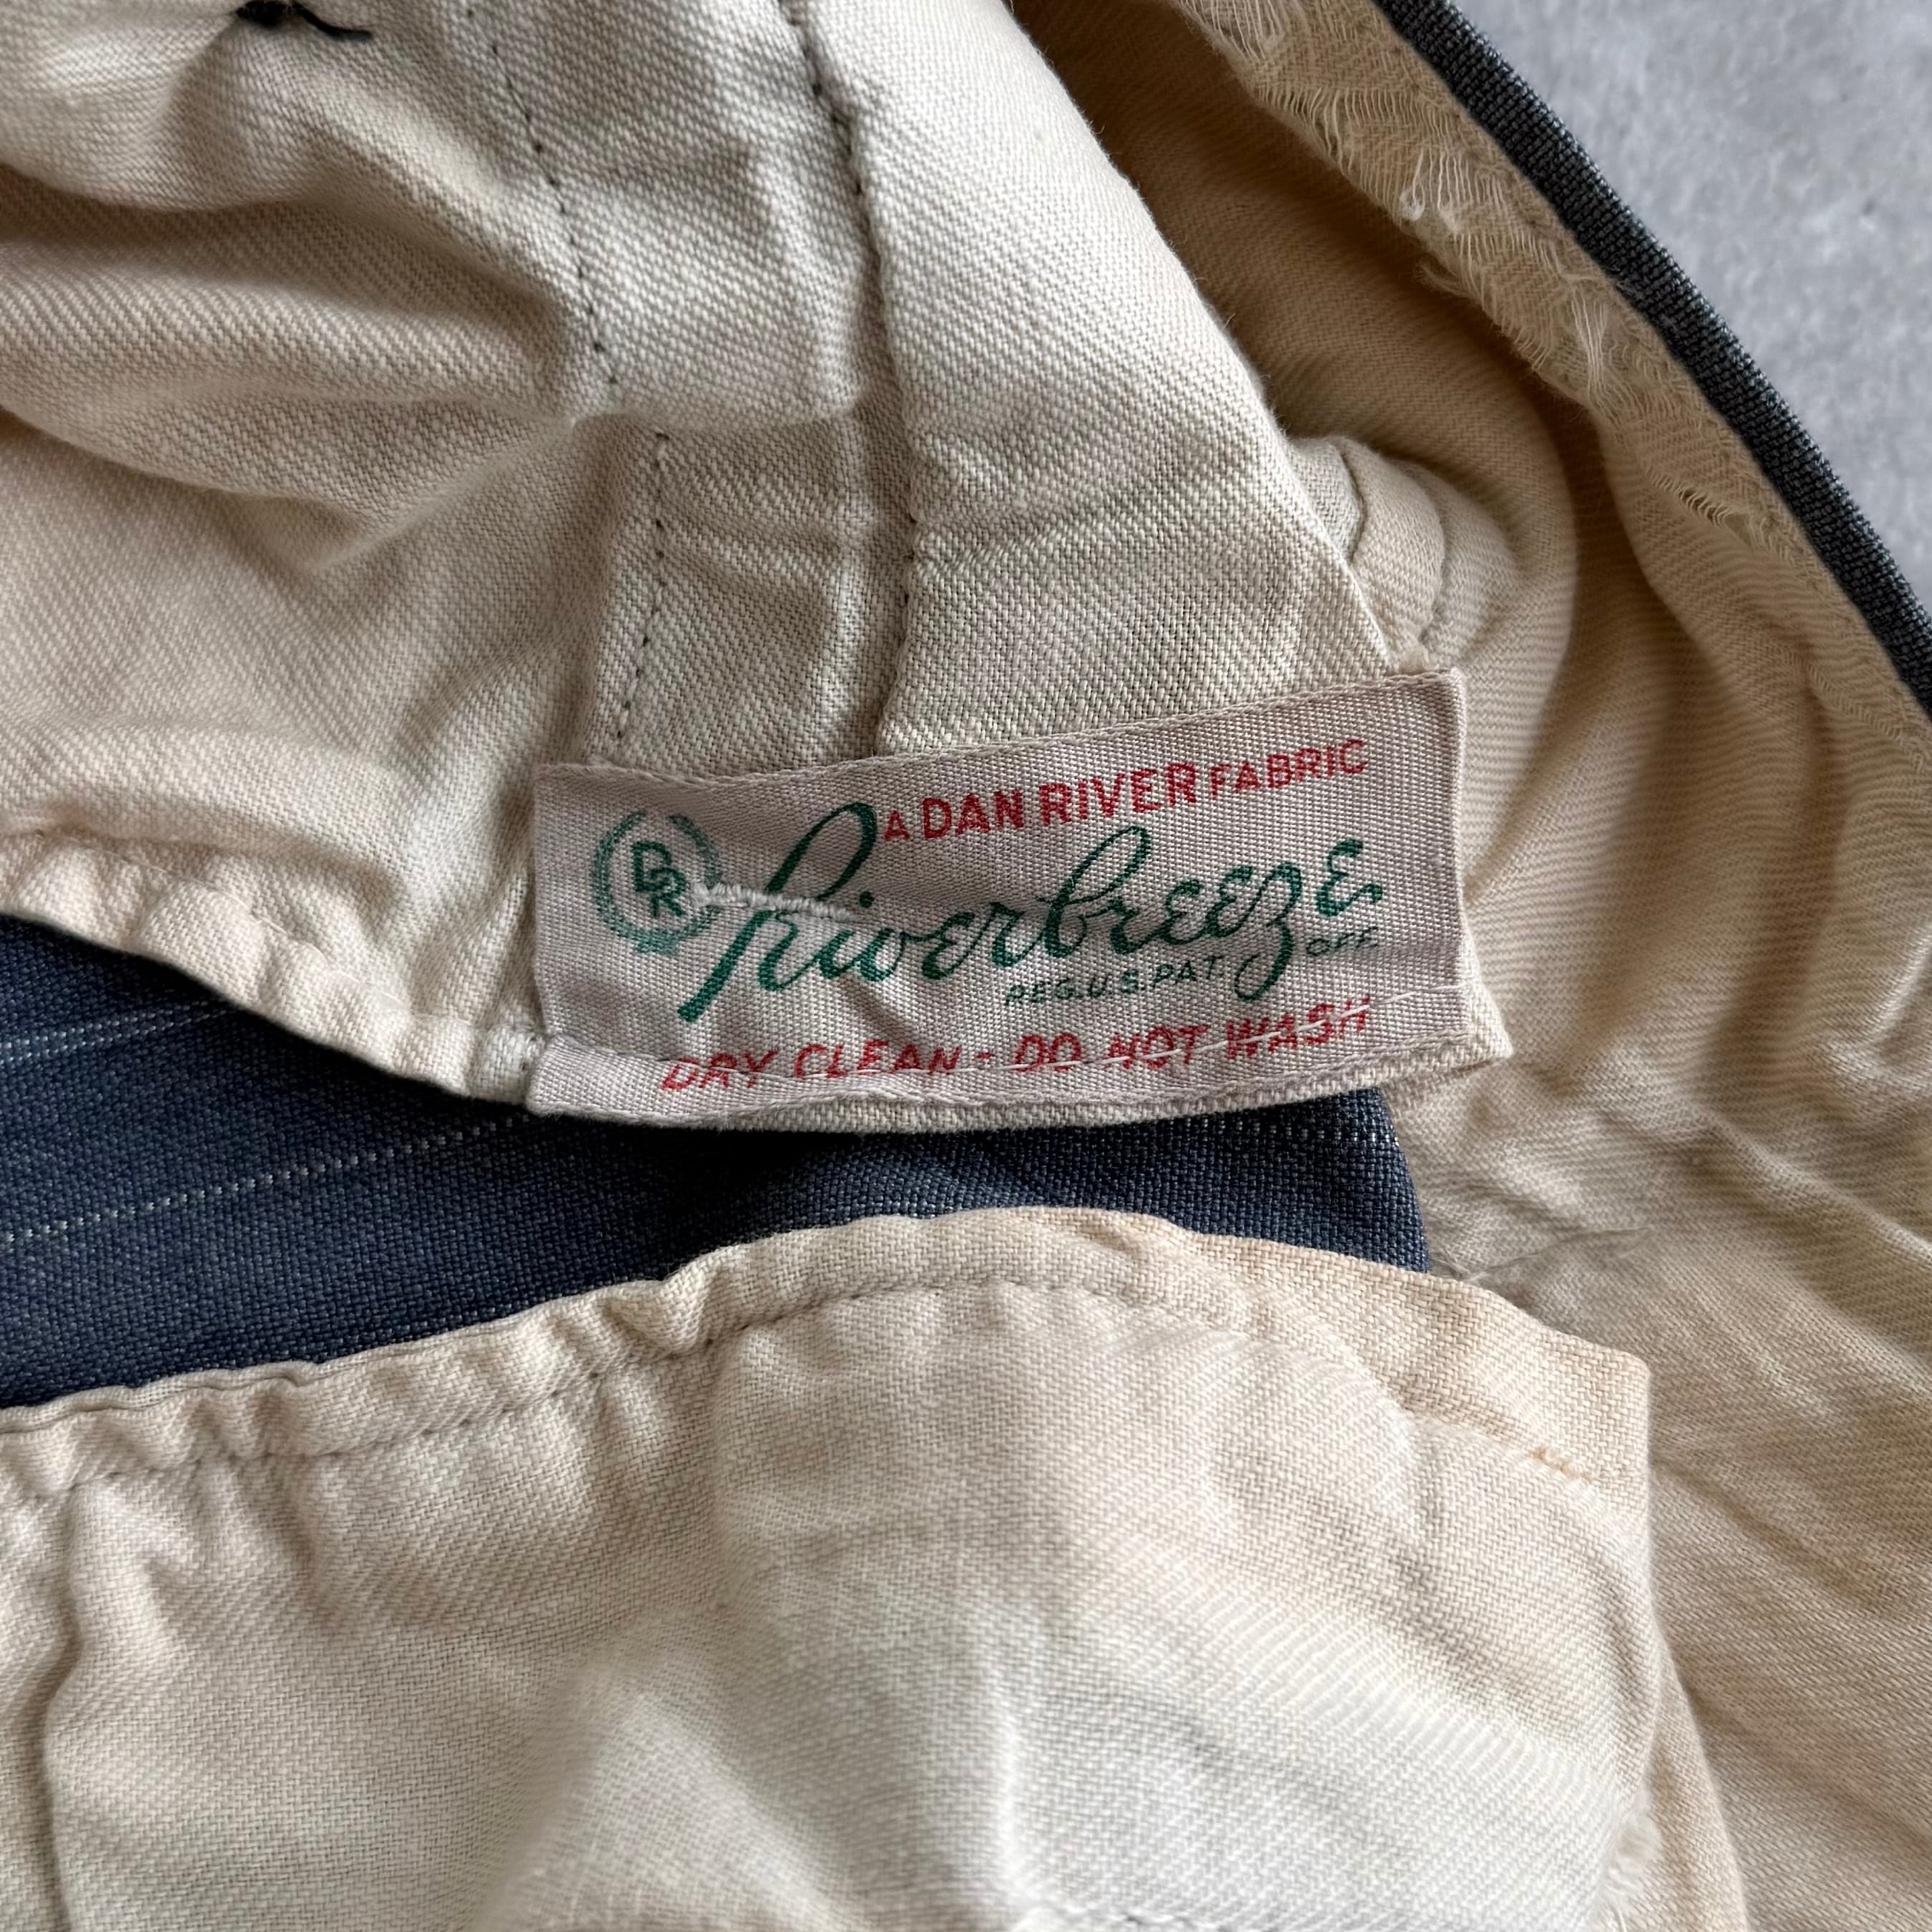 A DAN RIVER FABRIC
DR
Riverbreeze
REG.U.S.PAT. OFF.
DRY CLEAN - DO NOT WASH